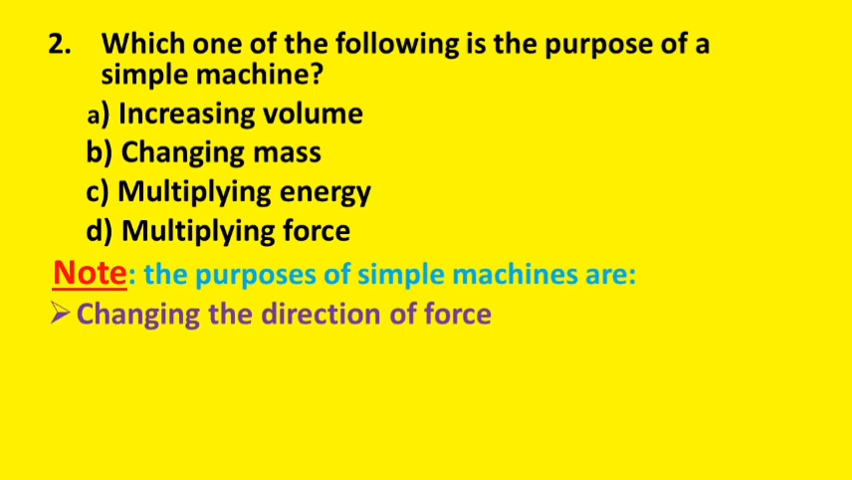 2. Which one of the following is the purpose of a
simple machine?
a) Increasing volume
b) Changing mass
c) Multiplying energy
d) Multiplying force
Note: the purposes of simple machines are:
➢ Changing the direction of force